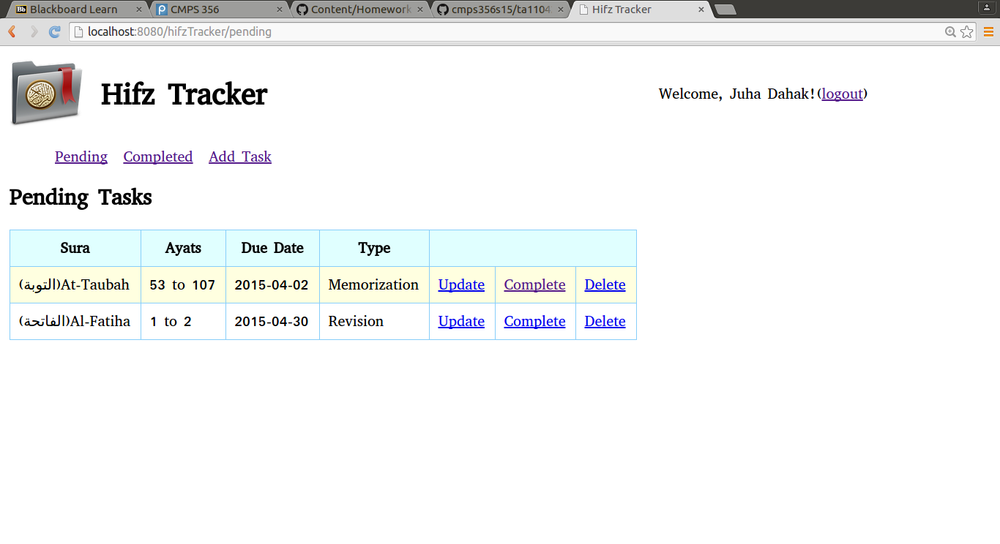 Blackboard Learn CMPS 356 Content/Homework cmps356s15/ta1104 Hifz Tracker
localhost:8080/hifzTracker/pending
Hifz Tracker
Welcome, Juha Dahak!(logout)
Pending Completed Add Task
Pending Tasks
Sura Ayats Due Date Type
(التوبة)At-Taubah 53 to 107 2015-04-02 Memorization Update Complete Delete
(الفاتحة)Al-Fatiha 1 to 2 2015-04-30 Revision Update Complete Delete